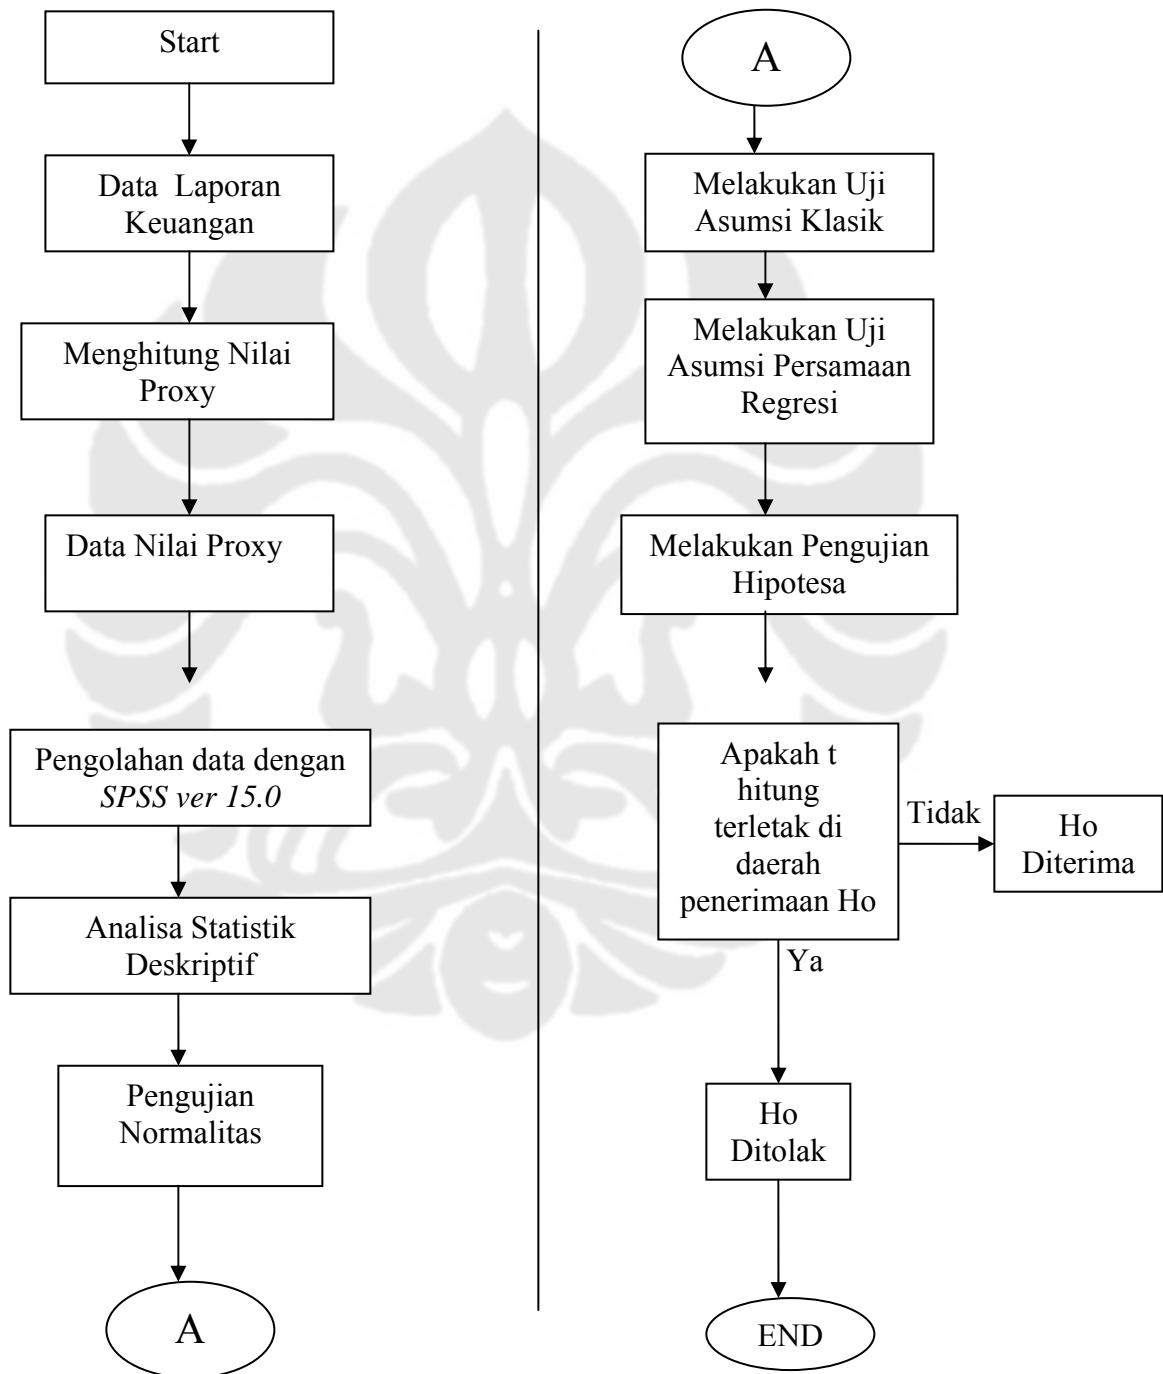 Start
Data Laporan
Keuangan
Menghitung Nilai
Proxy
Data Nilai Proxy
Pengolahan data dengan
SPSS ver 15.0
Analisa Statistik
Deskriptif
Pengujian
Normalitas
A
A
Melakukan Uji
Asumsi Klasik
Melakukan Uji
Asumsi Persamaan
Regresi
Melakukan Pengujian
Hipotesa
Apakah t
hitung
terletak di
daerah
penerimaan Ho
Tidak
Ho
Diterima
Ya
Ho
Ditolak
END